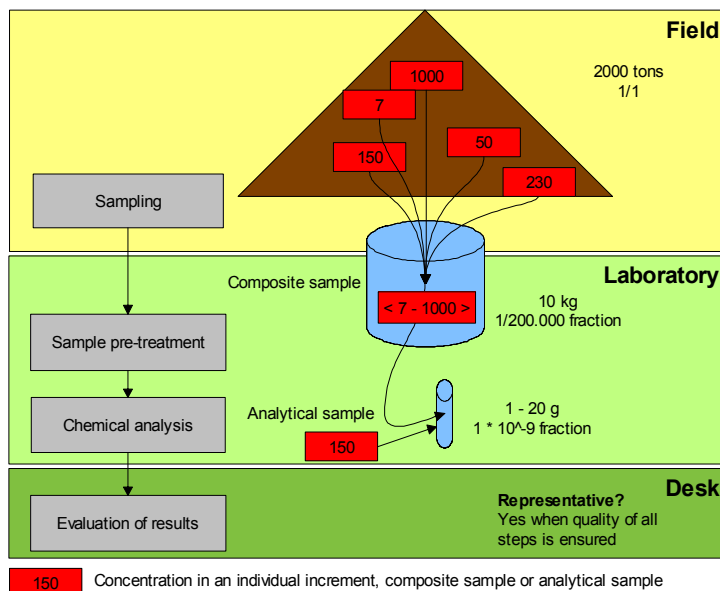 Field
1000
2000 tons
1/1
7
50
150
230
Sampling
Laboratory
Composite sample
< 7 - 1000 >
10 kg
1/200.000 fraction
Sample pre-treatment
Analytical sample
1 - 20 g
1 * 10^-9 fraction
Chemical analysis
150
Desk
Representative?
Yes when quality of all
steps is ensured
Evaluation of results
150 Concentration in an individual increment, composite sample or analytical sample